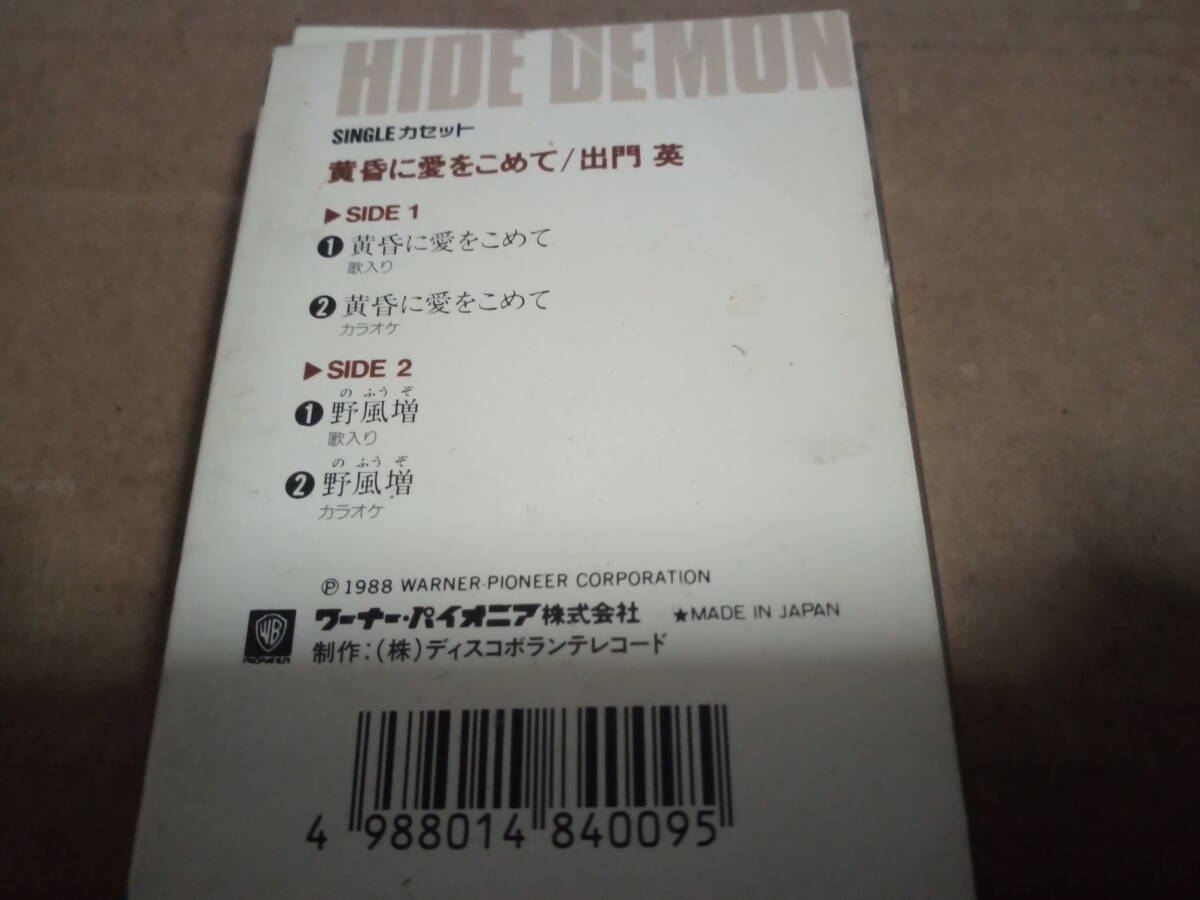 HIDE DEMON
SINGLEカセット
黄昏に愛をこめて/出門 英
▶SIDE 1
❶黄昏に愛をこめて
歌入り
❷黄昏に愛をこめて
カラオケ
▶SIDE 2
のふうぞ
❶野風増
歌入り
のふうぞ
❷野風増
カラオケ
Ⓟ1988 WARNER-PIONEER CORPORATION
ワーナー・パイオニア株式会社 ★MADE IN JAPAN
WB
PIONEER
制作：(株)ディスコボランテレコード
4 988014 840095